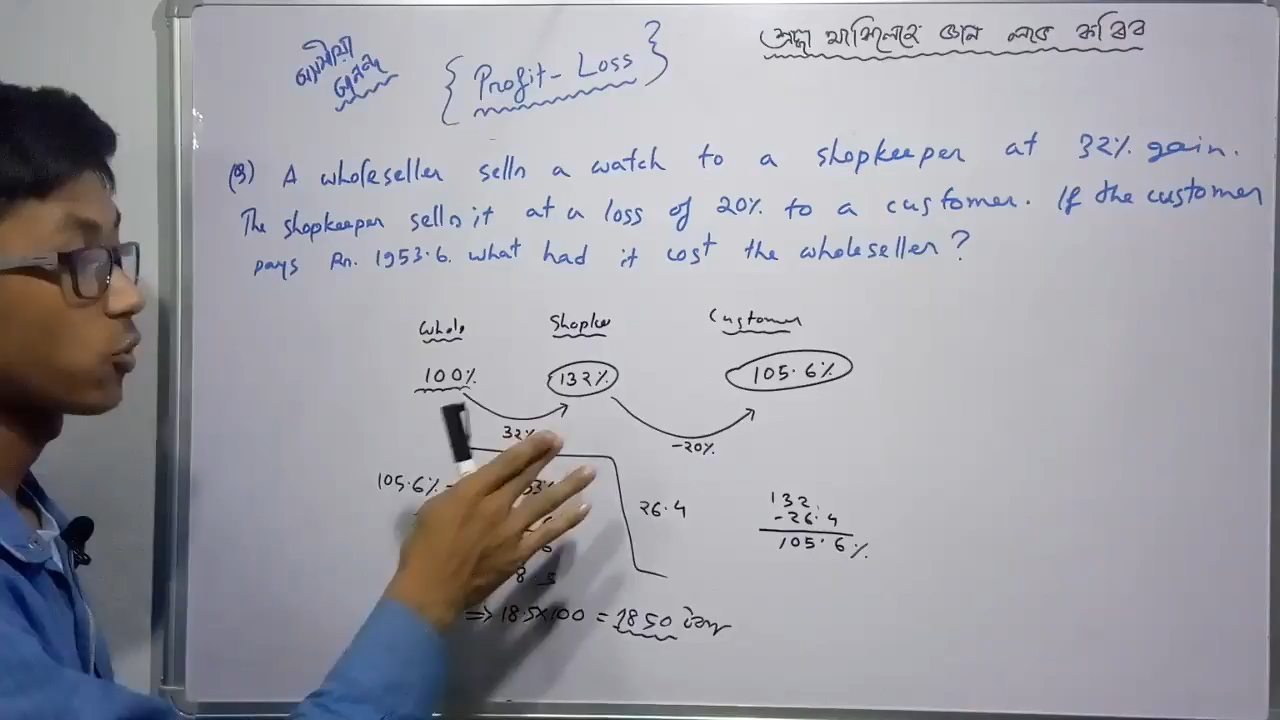 { Profit - Loss }
ভাল লাগে কৰিব
(Q) A wholeseller sells a watch to a shopkeeper at 32% gain.
The shopkeeper sells it at a loss of 20% to a customer. If the customer
pays Rs. 1953.6. what had it cost the wholeseller?
Whole Shopkee Customer
100% 132% 105.6%
32% -20%
105.6%
26.4
132
-26.4
105.6%
⇒ 18.5×100 = 1850